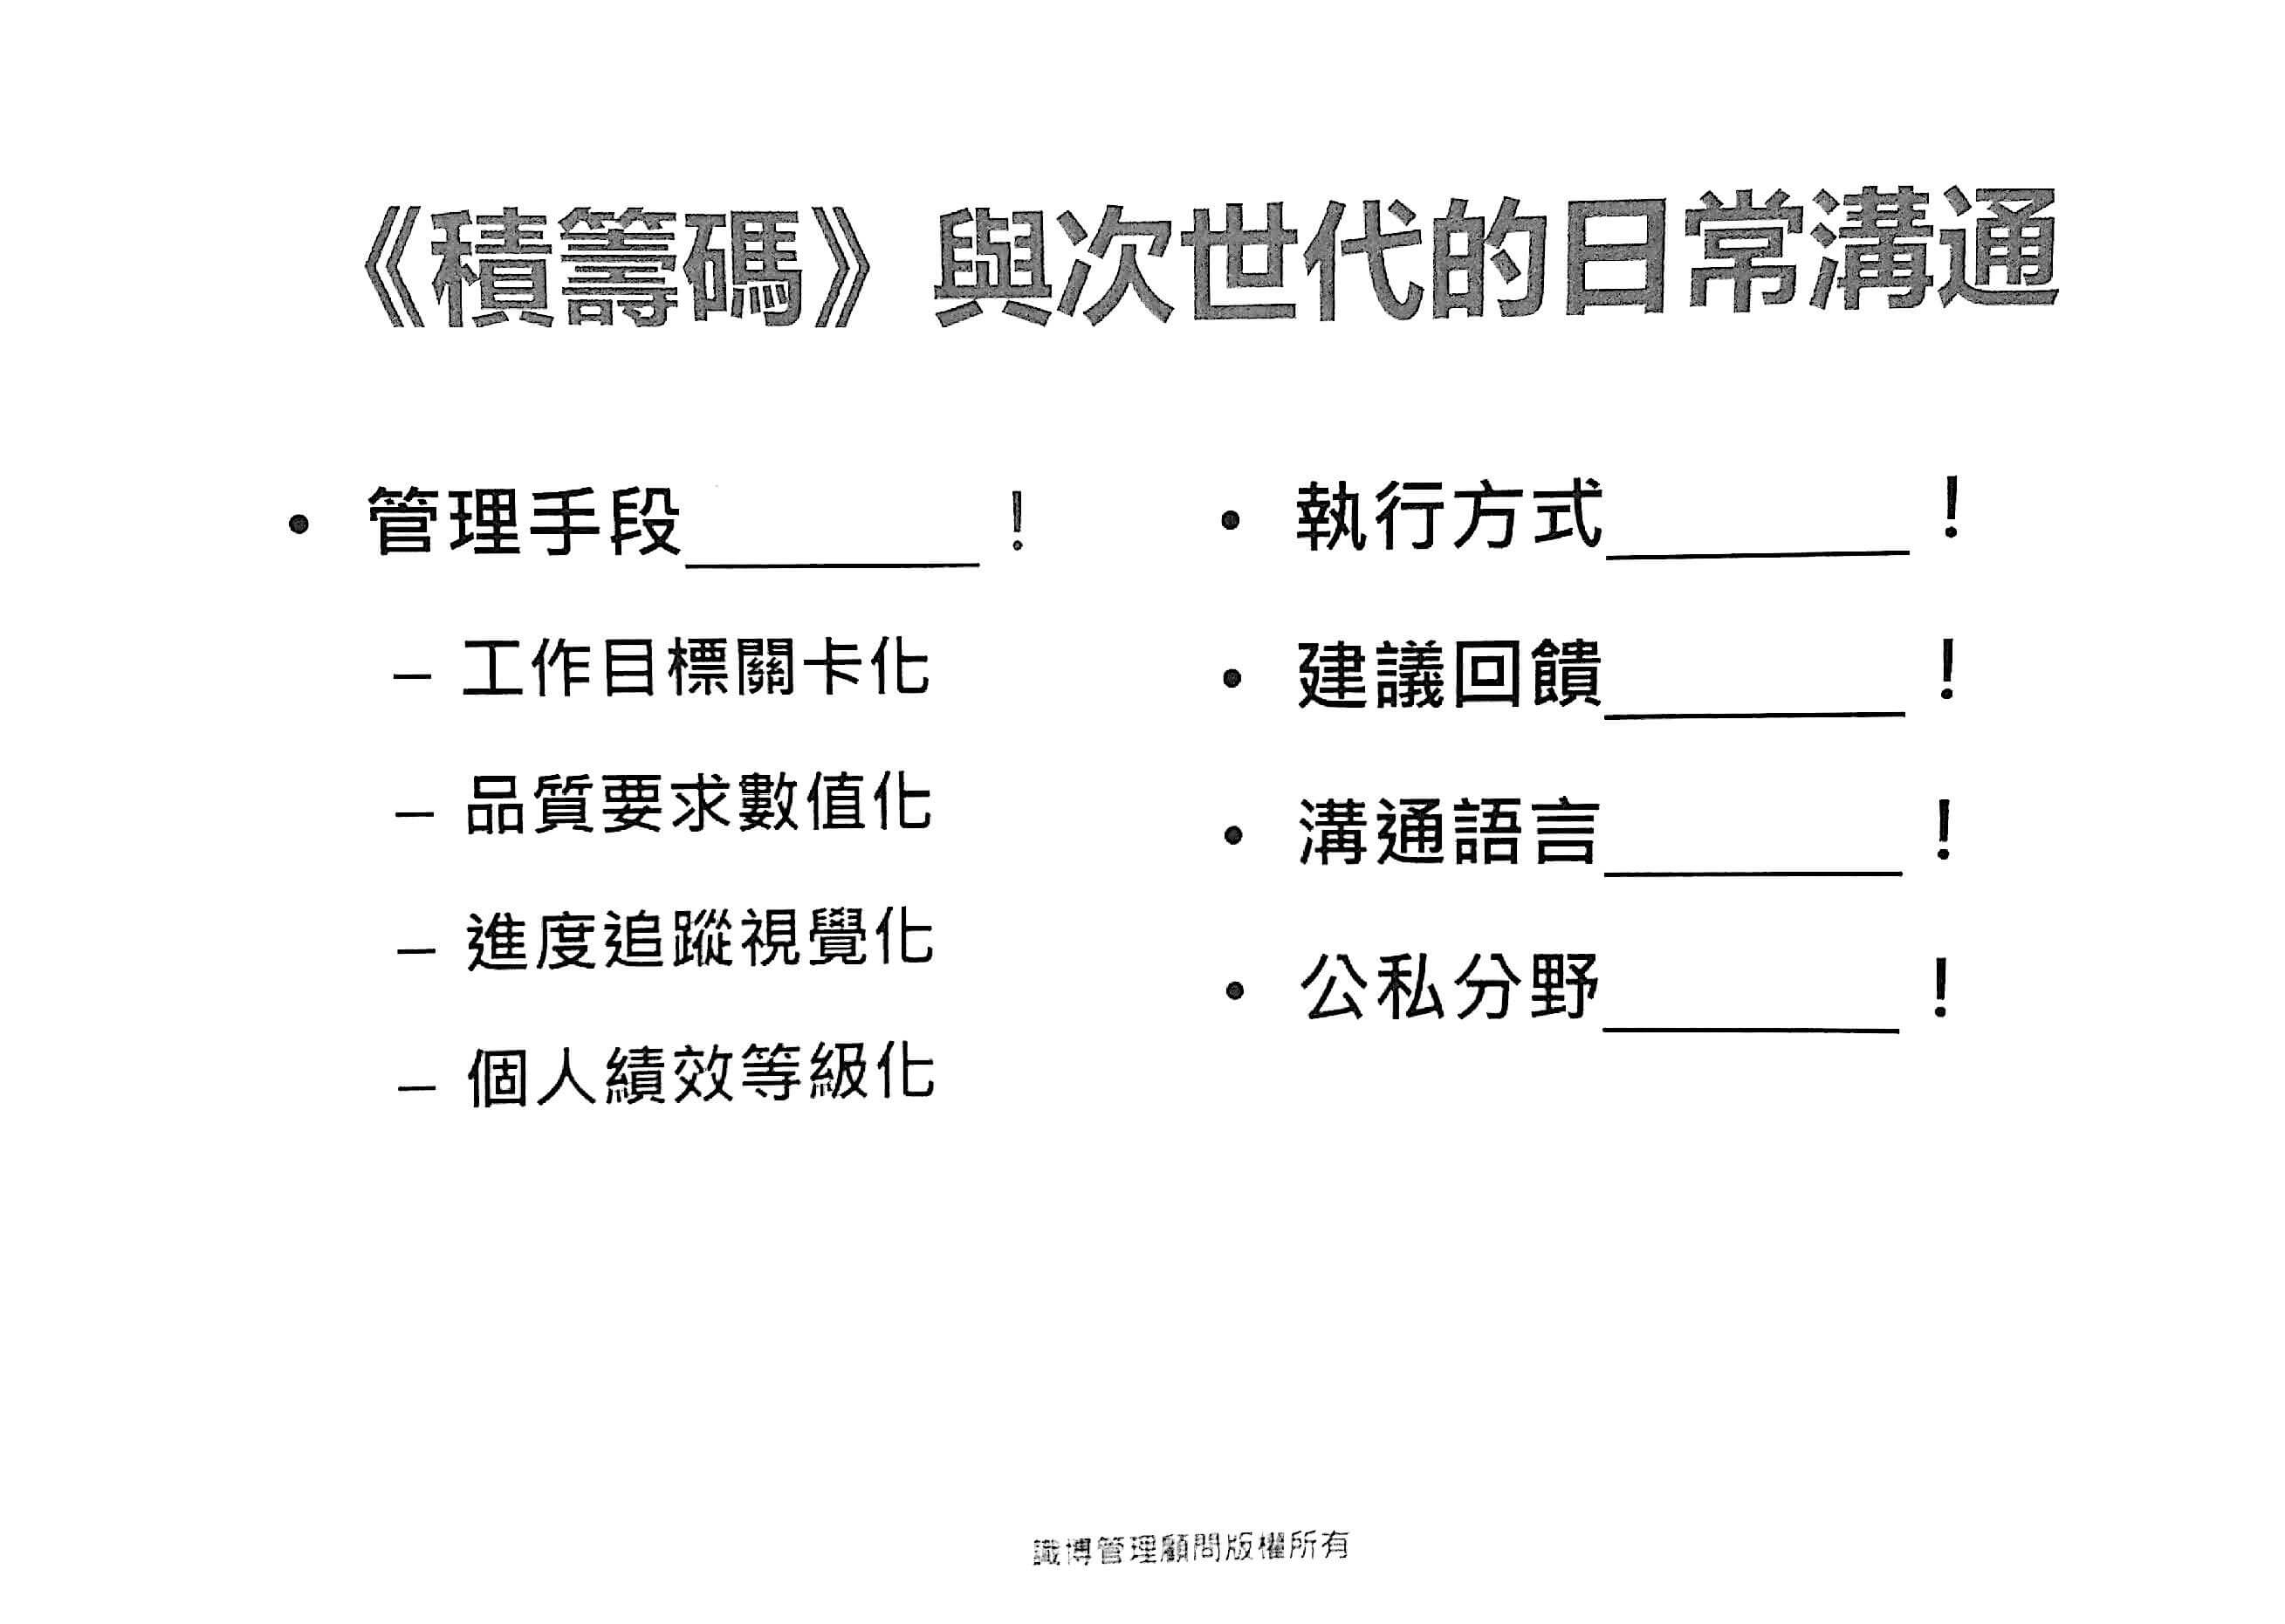 《積籌碼》與次世代的日常溝通
• 管理手段________！
– 工作目標關卡化
– 品質要求數值化
– 進度追蹤視覺化
– 個人績效等級化
• 執行方式________！
• 建議回饋________！
• 溝通語言________！
• 公私分野________！
識博管理顧問版權所有